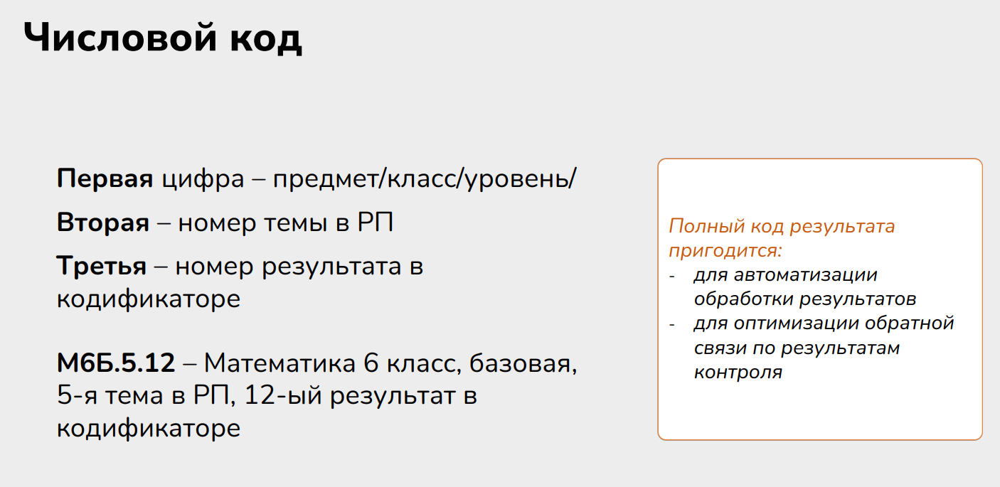 Числовой код
Первая цифра – предмет/класс/уровень/
Вторая – номер темы в РП
Третья – номер результата в
кодификаторе
М6Б.5.12 – Математика 6 класс, базовая,
5-я тема в РП, 12-ый результат в
кодификаторе
Полный код результата
пригодится:
- для автоматизации
обработки результатов
- для оптимизации обратной
связи по результатам
контроля